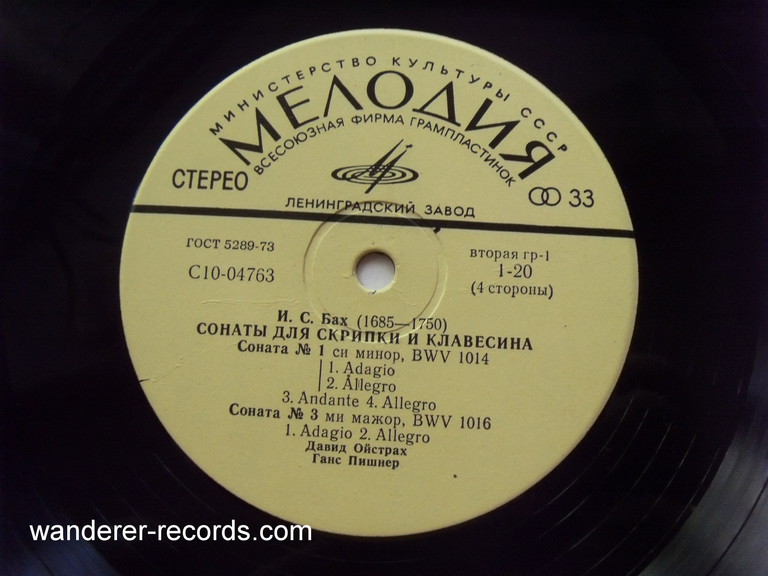 МИНИСТЕРСТВО КУЛЬТУРЫ СССР
МЕЛОДИЯ
ВСЕСОЮЗНАЯ ФИРМА ГРАМПЛАСТИНОК
СТЕРЕО
33
ЛЕНИНГРАДСКИЙ ЗАВОД
ГОСТ 5289-73
вторая гр-1
С10-04763
1-20
(4 стороны)
И. С. Бах (1685—1750)
СОНАТЫ ДЛЯ СКРИПКИ И КЛАВЕСИНА
Соната № 1 си минор, BWV 1014
1. Adagio
2. Allegro
3. Andante 4. Allegro
Соната № 3 ми мажор, BWV 1016
1. Adagio 2. Allegro
Давид Ойстрах
Ганс Пишнер
wanderer-records.com